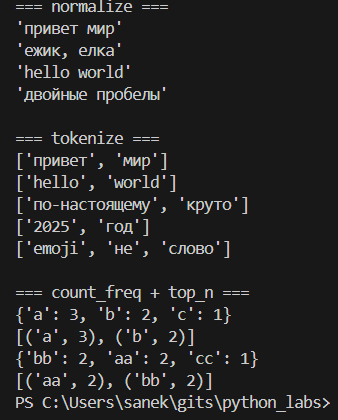 === normalize ===
'привет мир'
'ежик, елка'
'hello world'
'двойные пробелы'
=== tokenize ===
['привет', 'мир']
['hello', 'world']
['по-настоящему', 'круто']
['2025', 'год']
['emoji', 'не', 'слово']
=== count_freq + top_n ===
{'a': 3, 'b': 2, 'c': 1}
[('a', 3), ('b', 2)]
{'bb': 2, 'aa': 2, 'cc': 1}
[('aa', 2), ('bb', 2)]
PS C:\Users\sanek\gits\python_labs>